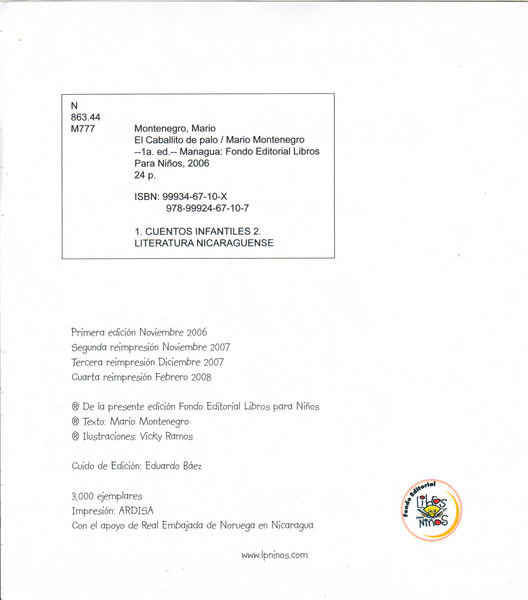 N
863.44
M777 Montenegro, Mario
El Caballito de palo / Mario Montenegro
--1a. ed.-- Managua: Fondo Editorial Libros
Para Niños, 2006
24 p.
ISBN: 99934-67-10-X
978-99924-67-10-7
1. CUENTOS INFANTILES 2.
LITERATURA NICARAGUENSE
Primera edición Noviembre 2006
Segunda reimpresión Noviembre 2007
Tercera reimpresión Diciembre 2007
Cuarta reimpresión Febrero 2008
® De la presente edición Fondo Editorial Libros para Niños
® Texto: Mario Montenegro
® Ilustraciones: Vicky Ramos
Cuido de Edición: Eduardo Báez
3,000 ejemplares
Impresión: ARDISA
Con el apoyo de Real Embajada de Noruega en Nicaragua
www.lpninos.com
Fondo Editorial
LIBROS
NIÑOS